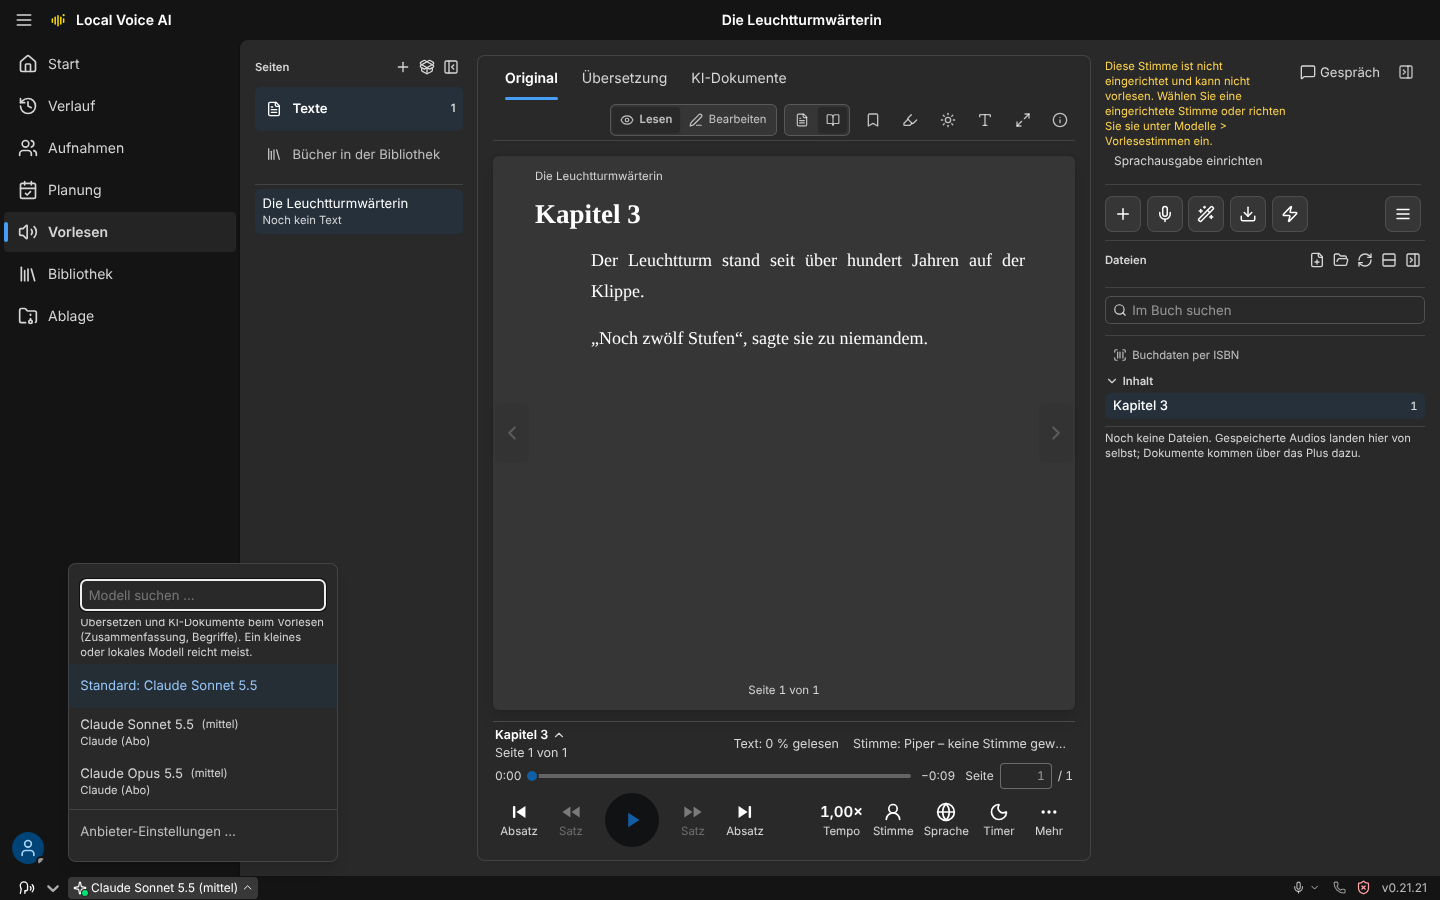 Local Voice AI
Die Leuchtturmwärterin
Start
Verlauf
Aufnahmen
Planung
Vorlesen
Bibliothek
Ablage
Seiten
Texte 1
Bücher in der Bibliothek
Die Leuchtturmwärterin
Noch kein Text
Original Übersetzung KI-Dokumente
Lesen Bearbeiten
Die Leuchtturmwärterin
Kapitel 3
Der Leuchtturm stand seit über hundert Jahren auf der
Klippe.
„Noch zwölf Stufen“, sagte sie zu niemandem.
Seite 1 von 1
Kapitel 3
Seite 1 von 1
Text: 0 % gelesen Stimme: Piper – keine Stimme gew...
0:00 −0:09 Seite 1 / 1
Absatz Satz Satz Absatz
1,00×
Tempo Stimme Sprache Timer Mehr
Diese Stimme ist nicht
eingerichtet und kann nicht
vorlesen. Wählen Sie eine
eingerichtete Stimme oder richten
Sie sie unter Modelle >
Vorlesestimmen ein.
Sprachausgabe einrichten
Gespräch
Dateien
Im Buch suchen
Buchdaten per ISBN
Inhalt
Kapitel 3 1
Noch keine Dateien. Gespeicherte Audios landen hier von
selbst; Dokumente kommen über das Plus dazu.
Modell suchen ...
Übersetzen und KI-Dokumente beim Vorlesen
(Zusammenfassung, Begriffe). Ein kleines
oder lokales Modell reicht meist.
Standard: Claude Sonnet 5.5
Claude Sonnet 5.5 (mittel)
Claude (Abo)
Claude Opus 5.5 (mittel)
Claude (Abo)
Anbieter-Einstellungen ...
Claude Sonnet 5.5 (mittel)
v0.21.21